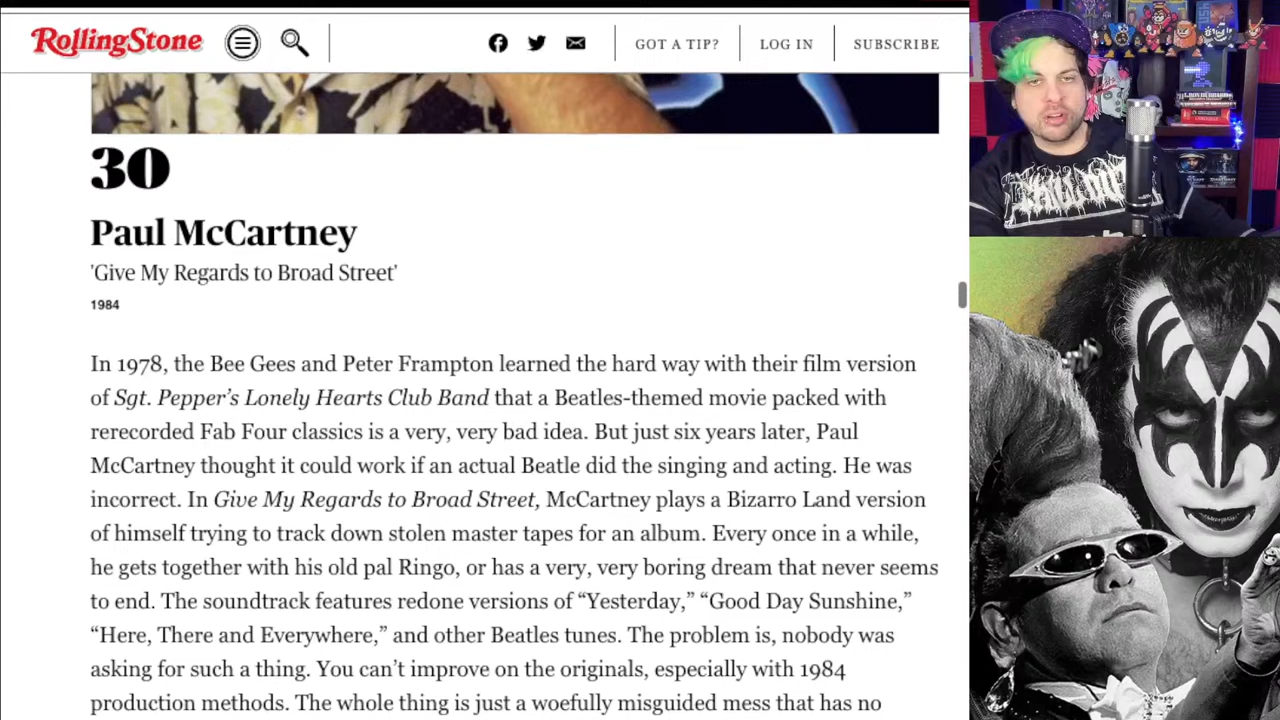 RollingStone
GOT A TIP?
LOG IN
SUBSCRIBE
30
Paul McCartney
'Give My Regards to Broad Street'
1984
In 1978, the Bee Gees and Peter Frampton learned the hard way with their film version
of Sgt. Pepper’s Lonely Hearts Club Band that a Beatles-themed movie packed with
rerecorded Fab Four classics is a very, very bad idea. But just six years later, Paul
McCartney thought it could work if an actual Beatle did the singing and acting. He was
incorrect. In Give My Regards to Broad Street, McCartney plays a Bizarro Land version
of himself trying to track down stolen master tapes for an album. Every once in a while,
he gets together with his old pal Ringo, or has a very, very boring dream that never seems
to end. The soundtrack features redone versions of “Yesterday,” “Good Day Sunshine,”
“Here, There and Everywhere,” and other Beatles tunes. The problem is, nobody was
asking for such a thing. You can’t improve on the originals, especially with 1984
production methods. The whole thing is just a woefully misguided mess that has no